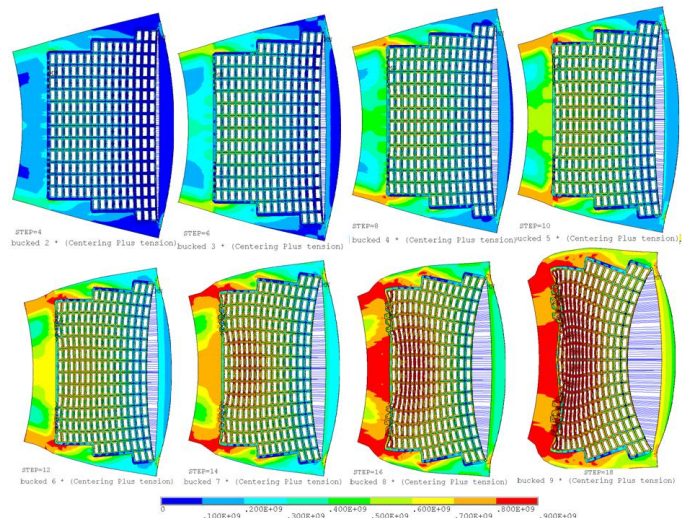 STEP=4
bucked 2 * (Centering Plus tension)
STEP=6
bucked 3 * (Centering Plus tension)
STEP=8
bucked 4 * (Centering Plus tension)
STEP=10
bucked 5 * (Centering Plus tension)
STEP=12
bucked 6 * (Centering Plus tension)
STEP=14
bucked 7 * (Centering Plus tension)
STEP=16
bucked 8 * (Centering Plus tension)
STEP=18
bucked 9 * (Centering Plus tension)
0 .200E+09 .400E+09 .600E+09 .800E+09
.100E+09 .300E+09 .500E+09 .700E+09 .900E+09